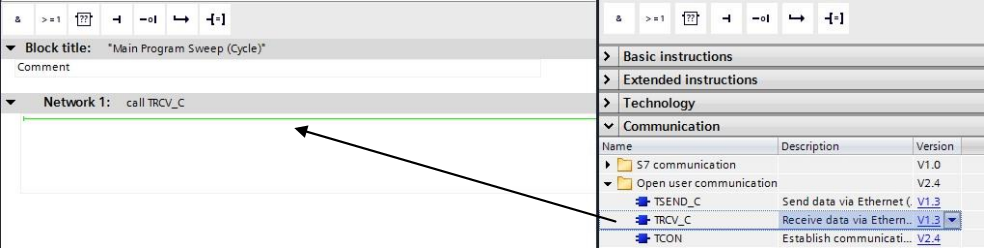 & >=1 [??] ⊣ –o| ↦ -[=]
Block title: "Main Program Sweep (Cycle)"
Comment
Network 1: call TRCV_C
& >=1 [??] ⊣ –o| ↦ -[=]
Basic instructions
Extended instructions
Technology
Communication
Name Description Version
S7 communication V1.0
Open user communication V2.4
TSEND_C Send data via Ethernet (.. V1.3
TRCV_C Receive data via Ethern... V1.3
TCON Establish communicati... V2.4